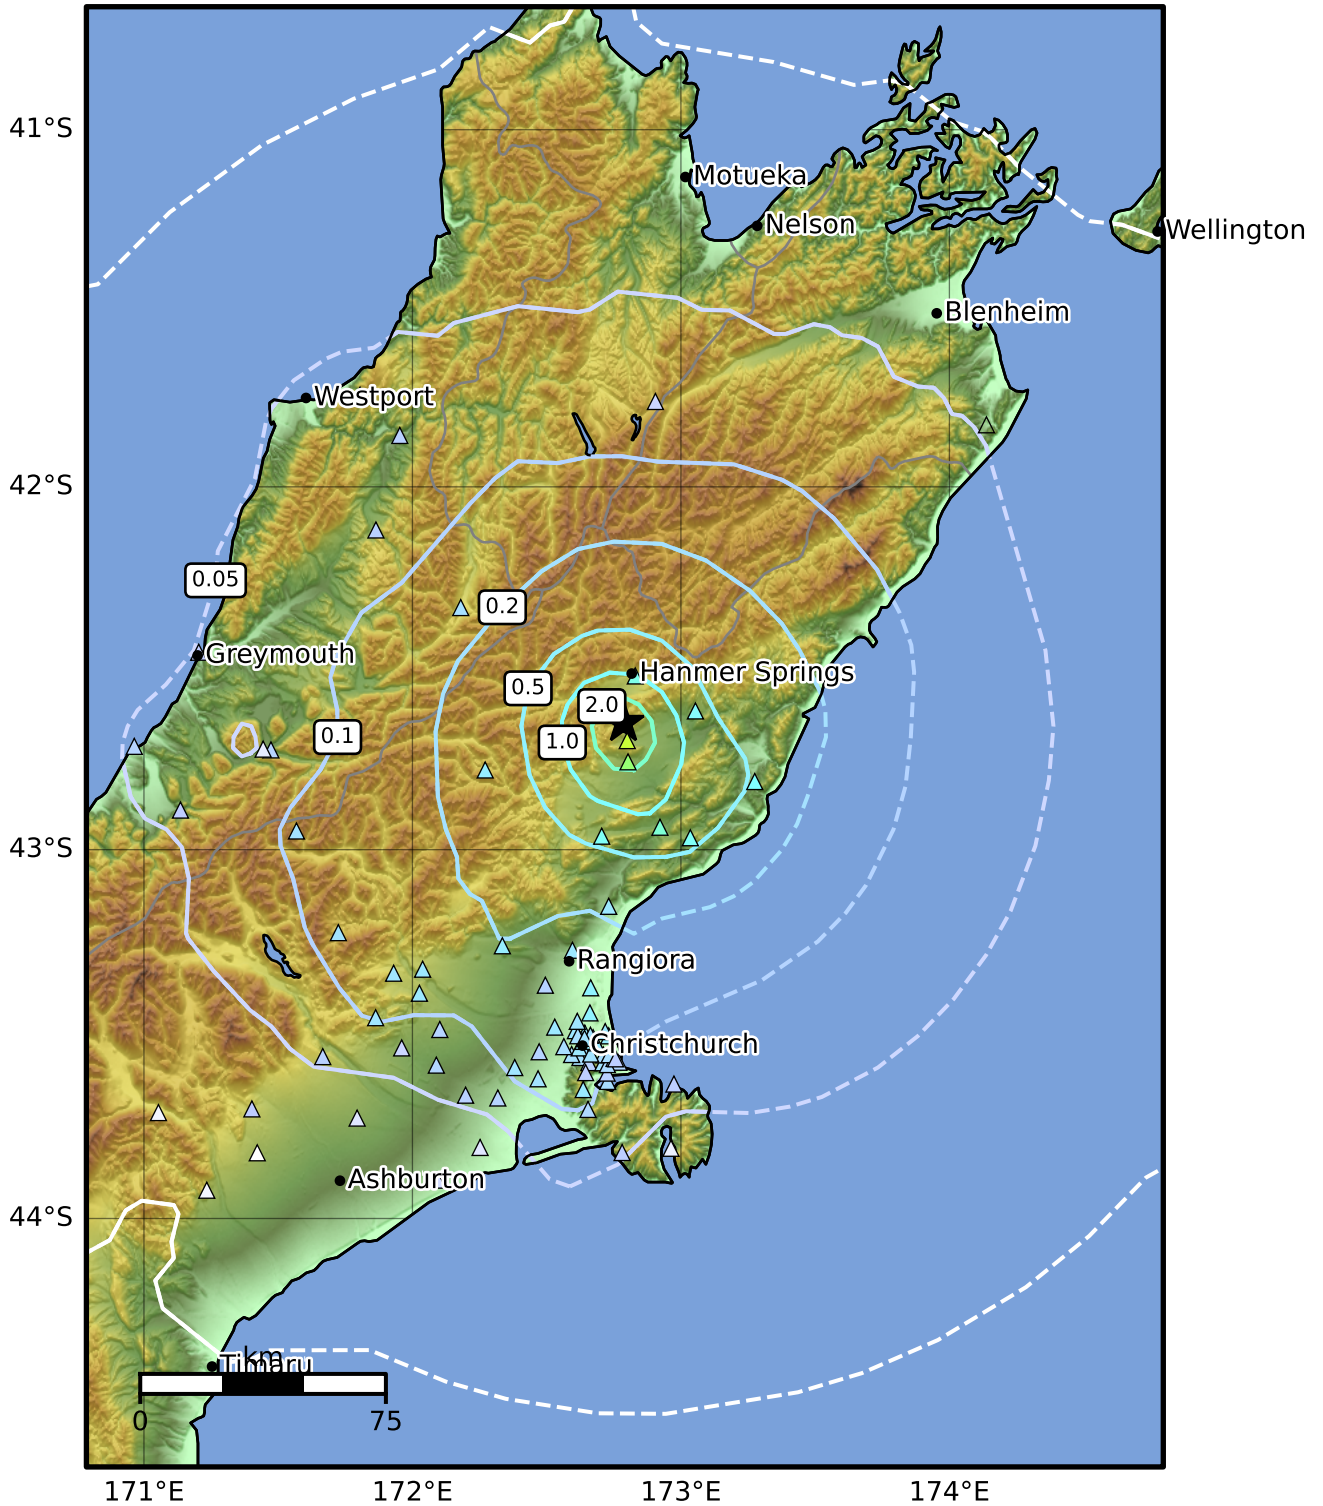 41°S
Motueka
Nelson
Wellington
Blenheim
Westport
42°S
0.05
0.2
Greymouth
Hanmer Springs
0.5
2.0
0.1
1.0
43°S
Rangiora
Christchurch
Ashburton
44°S
km
Timaru
0
75
171°E
172°E
173°E
174°E